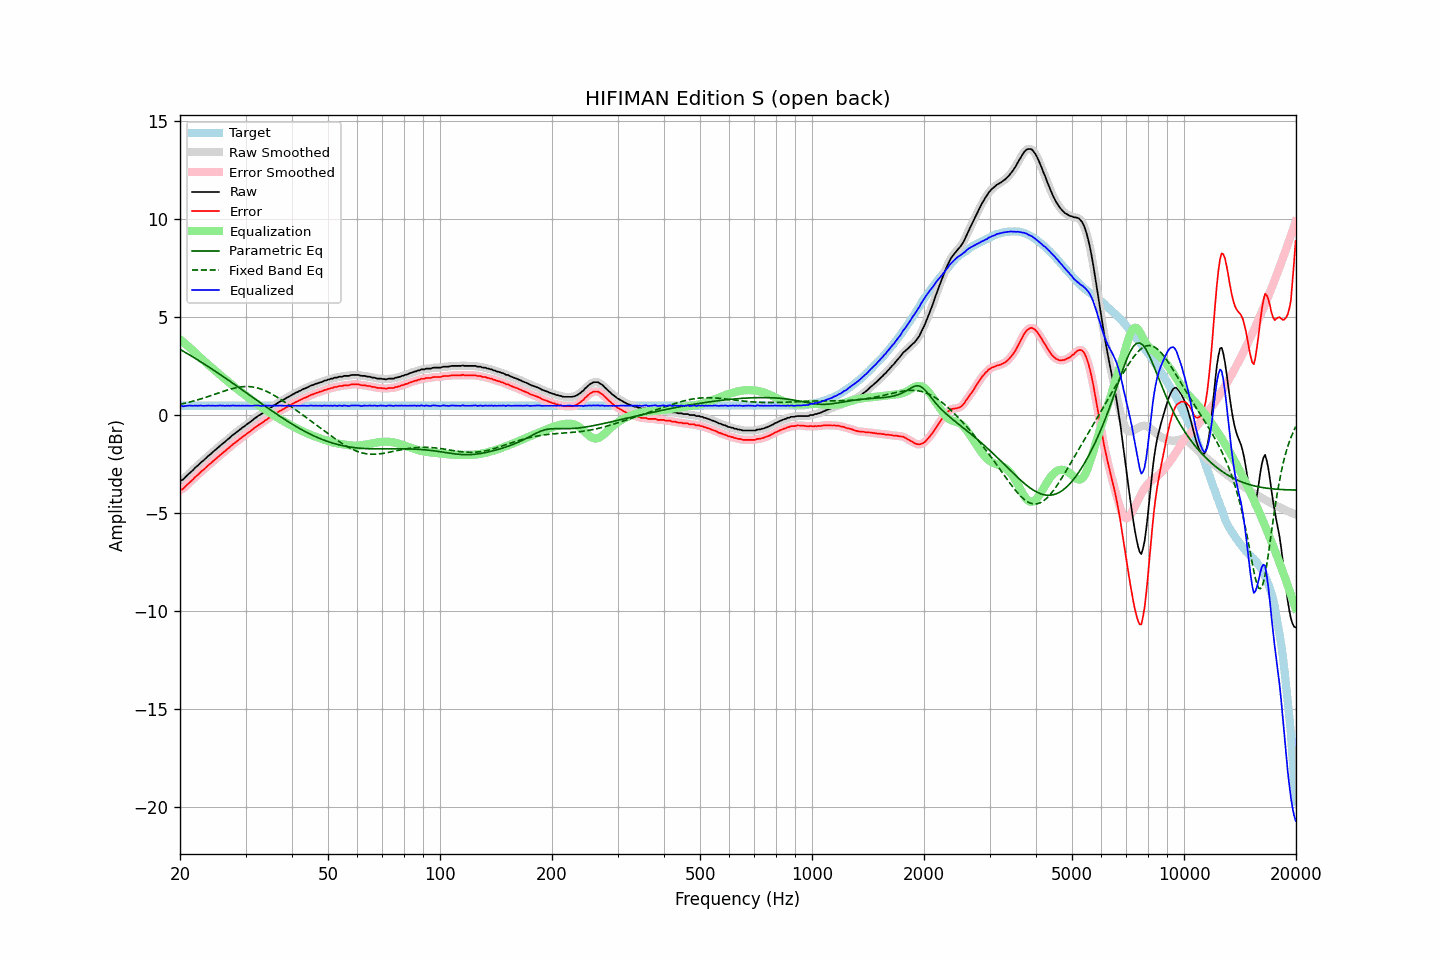 HIFIMAN Edition S (open back)
Target
Raw Smoothed
Error Smoothed
Raw
Error
Equalization
Parametric Eq
Fixed Band Eq
Equalized
15
10
5
0
−5
−10
−15
−20
Amplitude (dBr)
20
50
100
200
500
1000
2000
5000
10000
20000
Frequency (Hz)